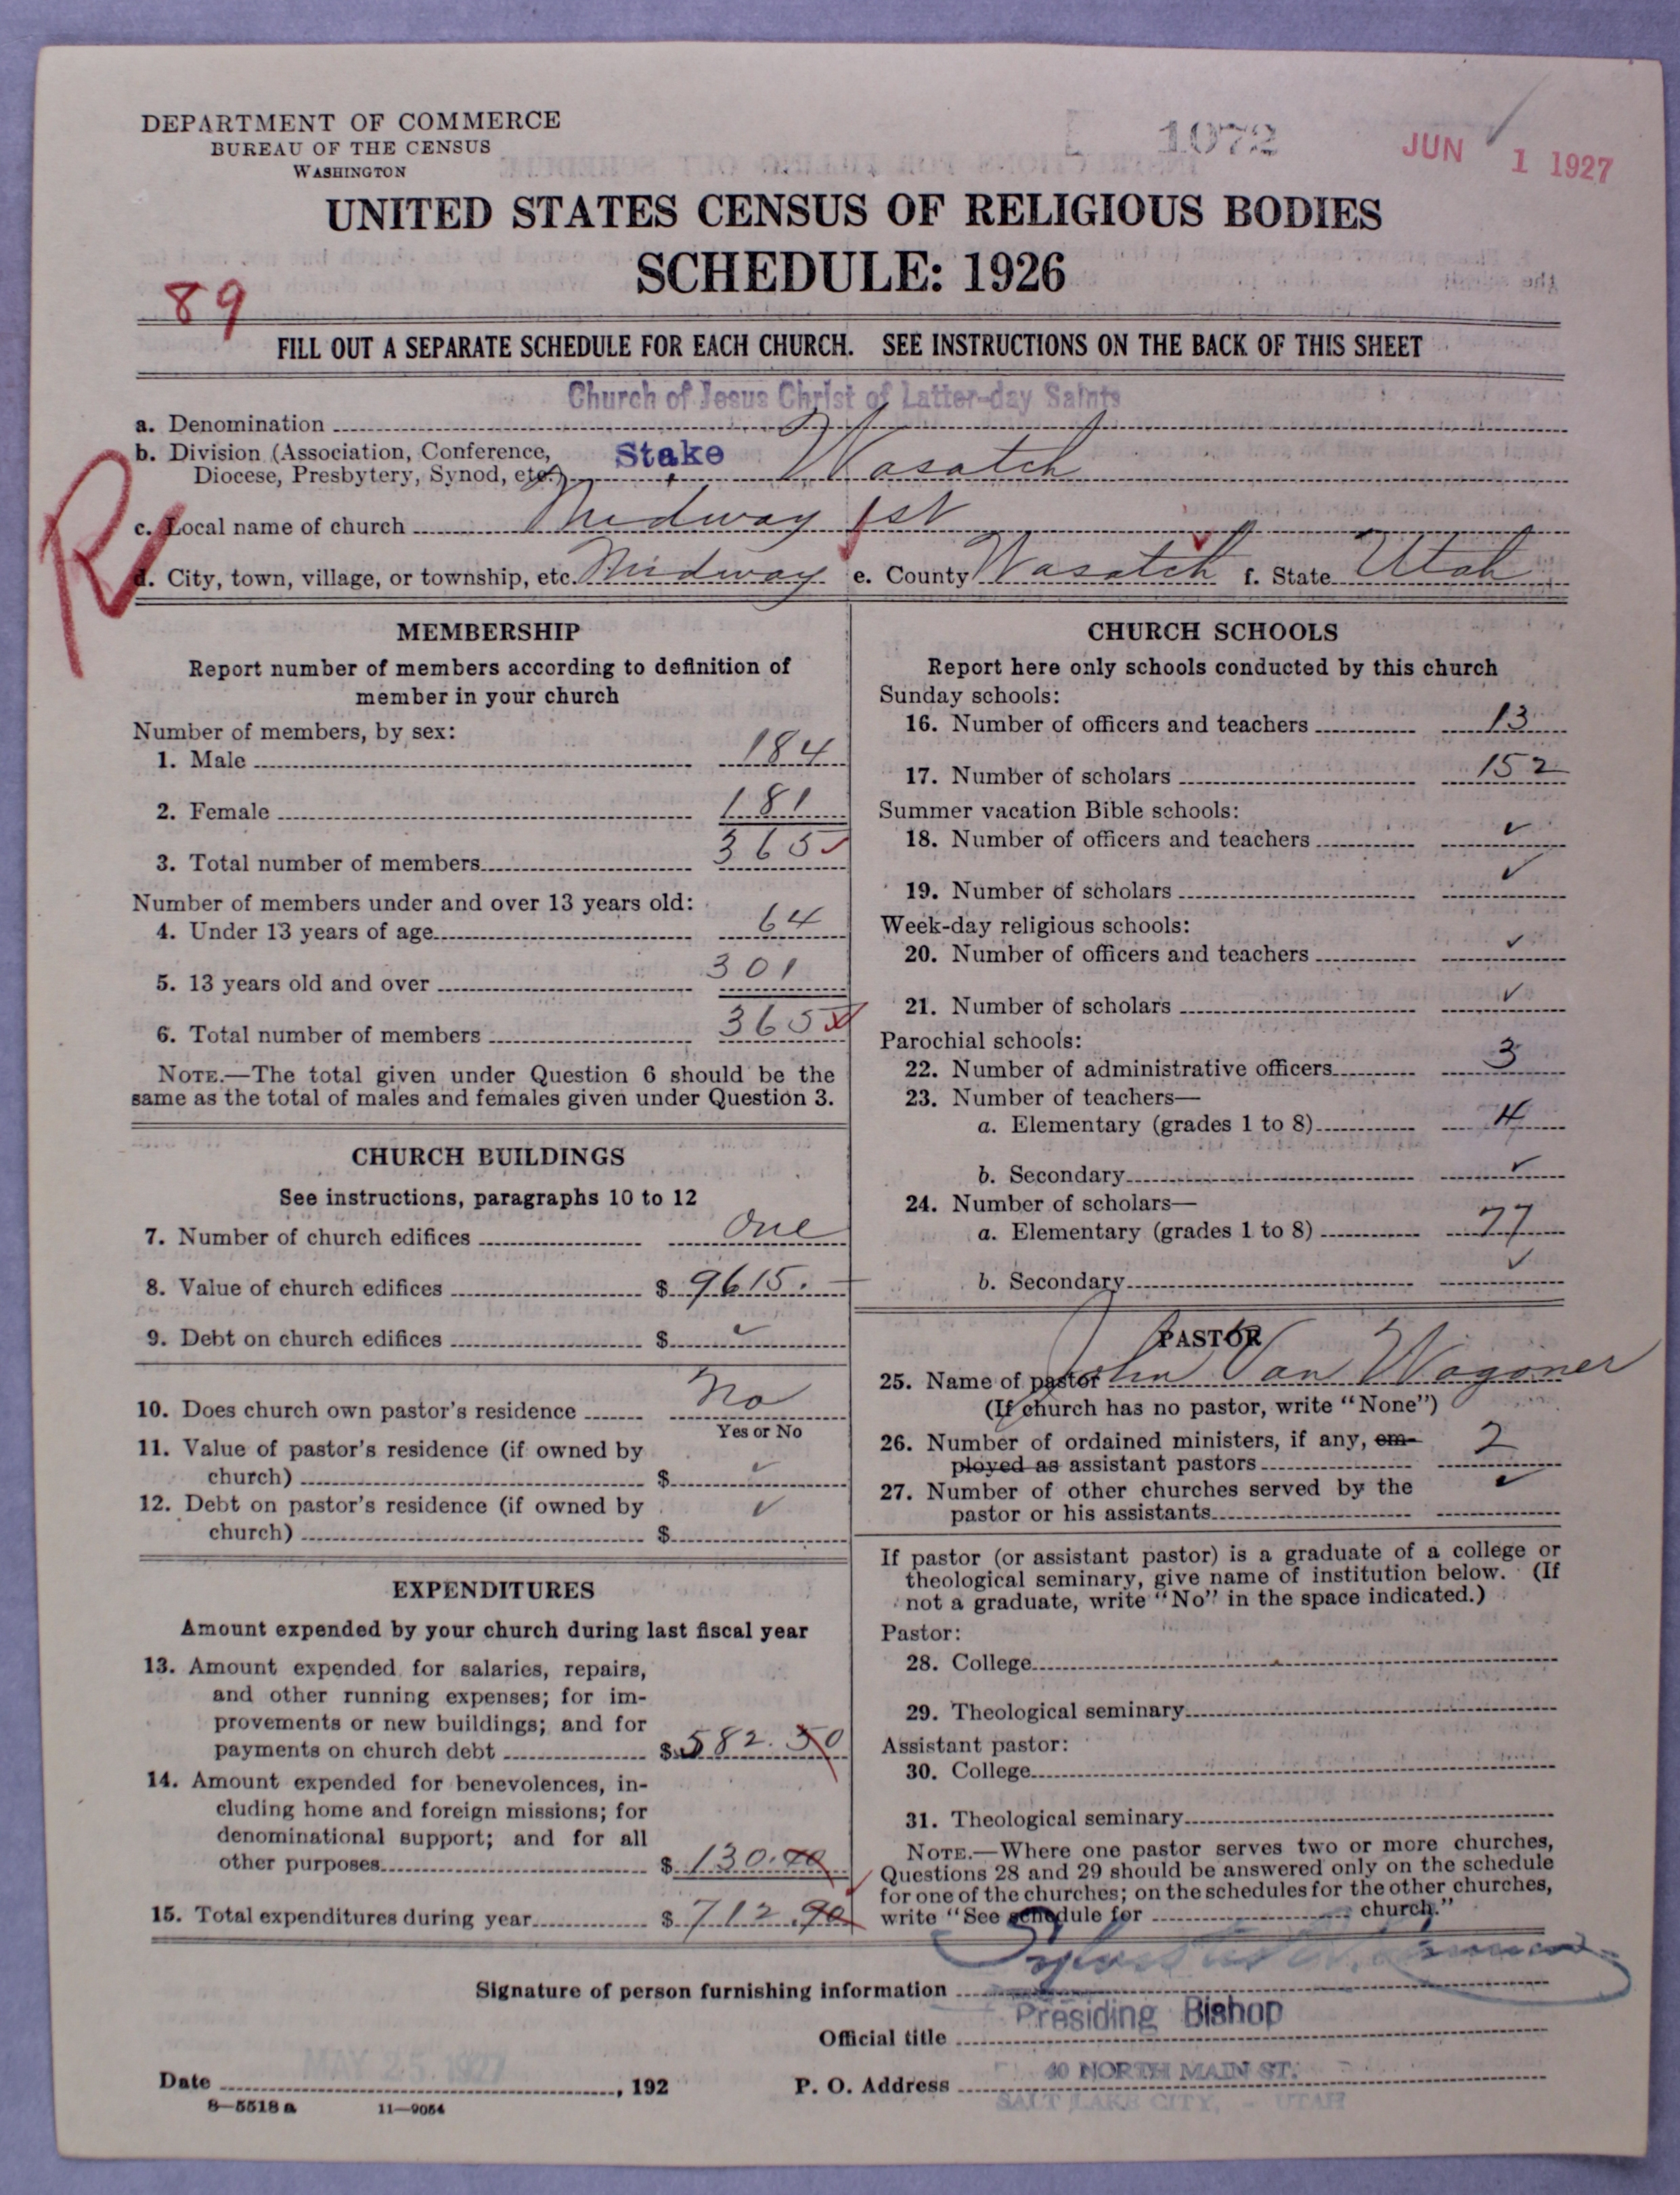 DEPARTMENT OF COMMERCE
BUREAU OF THE CENSUS
WASHINGTON
1 1072
JUN 1 1927
UNITED STATES CENSUS OF RELIGIOUS BODIES
SCHEDULE: 1926
89
FILL OUT A SEPARATE SCHEDULE FOR EACH CHURCH. SEE INSTRUCTIONS ON THE BACK OF THIS SHEET
Church of Jesus Christ of Latter-day Saints
a. Denomination
b. Division (Association, Conference,
Diocese, Presbytery, Synod, etc.) Stake Wasatch
R
c. Local name of church Midway 1st
d. City, town, village, or township, etc. Midway e. County Wasatch f. State Utah
MEMBERSHIP
Report number of members according to definition of
member in your church
Number of members, by sex:
1. Male 184
2. Female 181
3. Total number of members 365
Number of members under and over 13 years old:
4. Under 13 years of age 64
5. 13 years old and over 301
6. Total number of members 365
NOTE.—The total given under Question 6 should be the
same as the total of males and females given under Question 3.
CHURCH BUILDINGS
See instructions, paragraphs 10 to 12
7. Number of church edifices One
8. Value of church edifices $ 9615.
9. Debt on church edifices $ ✓
10. Does church own pastor's residence No
Yes or No
11. Value of pastor's residence (if owned by
church) $ ✓
12. Debt on pastor's residence (if owned by ✓
church) $
EXPENDITURES
Amount expended by your church during last fiscal year
13. Amount expended for salaries, repairs,
and other running expenses; for im-
provements or new buildings; and for
payments on church debt $ 582.50
14. Amount expended for benevolences, in-
cluding home and foreign missions; for
denominational support; and for all
other purposes $ 130.40
15. Total expenditures during year $ 712.90
CHURCH SCHOOLS
Report here only schools conducted by this church
Sunday schools:
16. Number of officers and teachers 13
17. Number of scholars 152
Summer vacation Bible schools:
18. Number of officers and teachers ✓
19. Number of scholars ✓
Week-day religious schools:
20. Number of officers and teachers ✓
21. Number of scholars ✓
Parochial schools:
22. Number of administrative officers 3
23. Number of teachers—
a. Elementary (grades 1 to 8) 4
b. Secondary ✓
24. Number of scholars—
a. Elementary (grades 1 to 8) 77
b. Secondary ✓
PASTOR
25. Name of pastor John Van Wagoner
(If church has no pastor, write "None")
26. Number of ordained ministers, if any, em-
ployed as assistant pastors 2
27. Number of other churches served by the ✓
pastor or his assistants
If pastor (or assistant pastor) is a graduate of a college or
theological seminary, give name of institution below. (If
not a graduate, write "No" in the space indicated.)
Pastor:
28. College
29. Theological seminary
Assistant pastor:
30. College
31. Theological seminary
NOTE.—Where one pastor serves two or more churches,
Questions 28 and 29 should be answered only on the schedule
for one of the churches; on the schedules for the other churches,
write "See schedule for church."
Signature of person furnishing information
Official title Presiding Bishop
Date MAY 25 1927 , 192
P. O. Address 40 NORTH MAIN ST.
SALT LAKE CITY, - UTAH
8—5518 a 11—9054